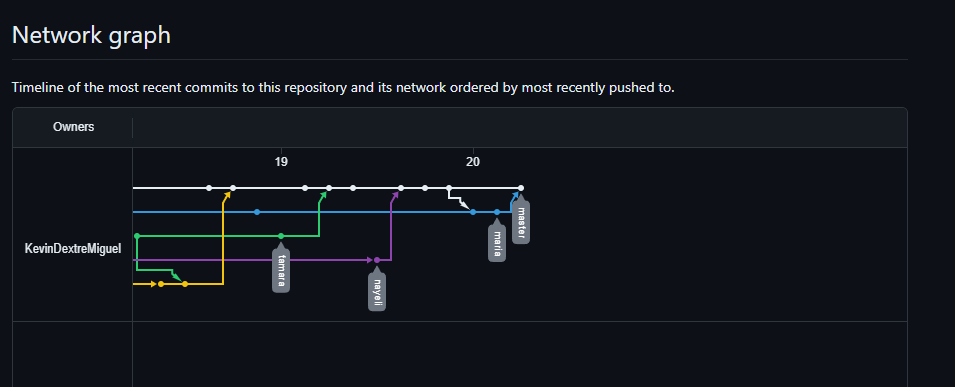 Network graph
Timeline of the most recent commits to this repository and its network ordered by most recently pushed to.
Owners
19
20
KevinDextreMiguel
master
maria
tamara
nayeli